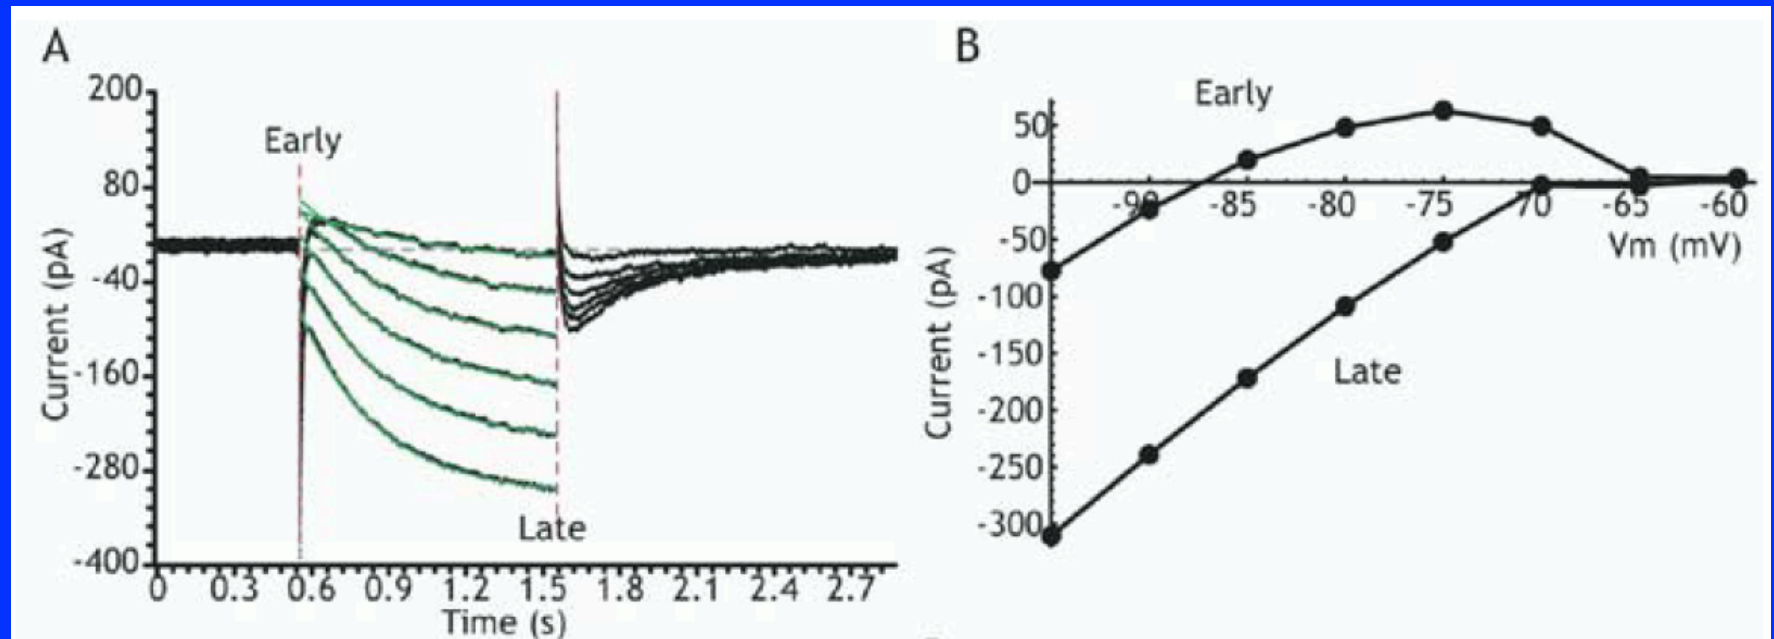 A
200
80
-40
-160
-280
-400
Current (pA)
Early
Late
0 0.3 0.6 0.9 1.2 1.5 1.8 2.1 2.4 2.7
Time (s)
B
Early
50
0
-50
-100
-150
-200
-250
-300
Current (pA)
-90 -85 -80 -75 -70 -65 -60
Vm (mV)
Late